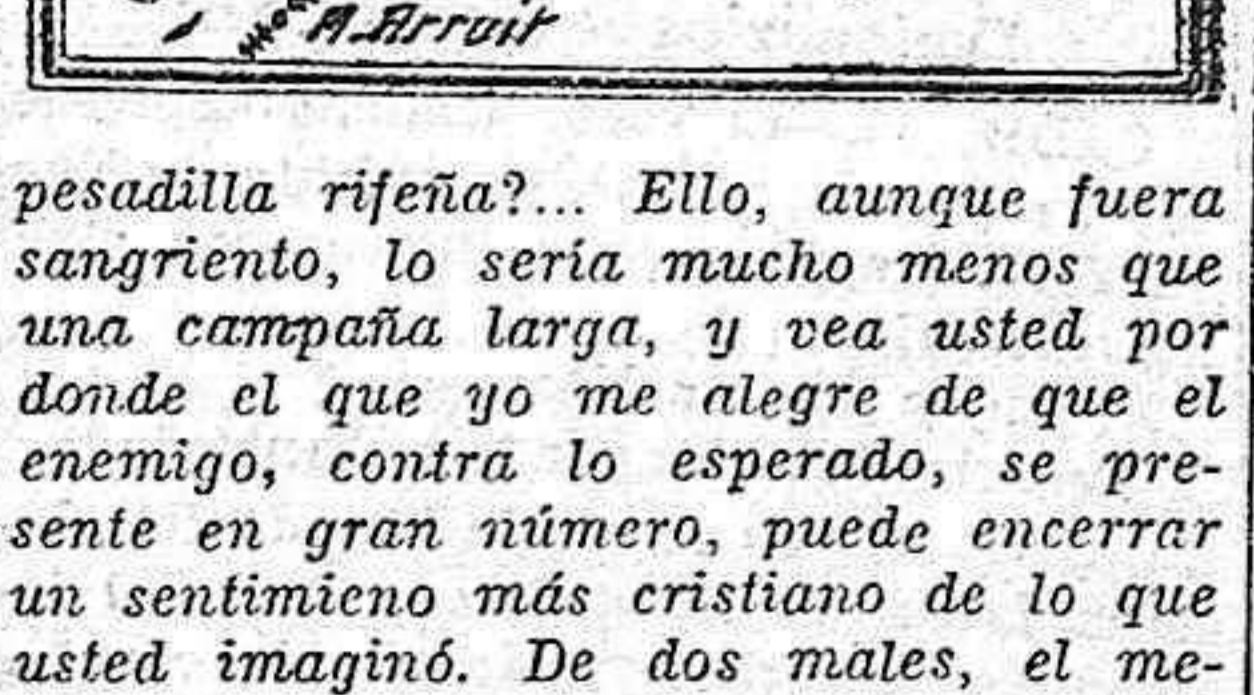 A. Arruit
pesadilla rifeña?... Ello, aunque fuera
sangriento, lo sería mucho menos que
una campaña larga, y vea usted por
donde el que yo me alegre de que el
enemigo, contra lo esperado, se pre-
sente en gran número, puede encerrar
un sentimieno más cristiano de lo que
usted imaginó. De dos males, el me-